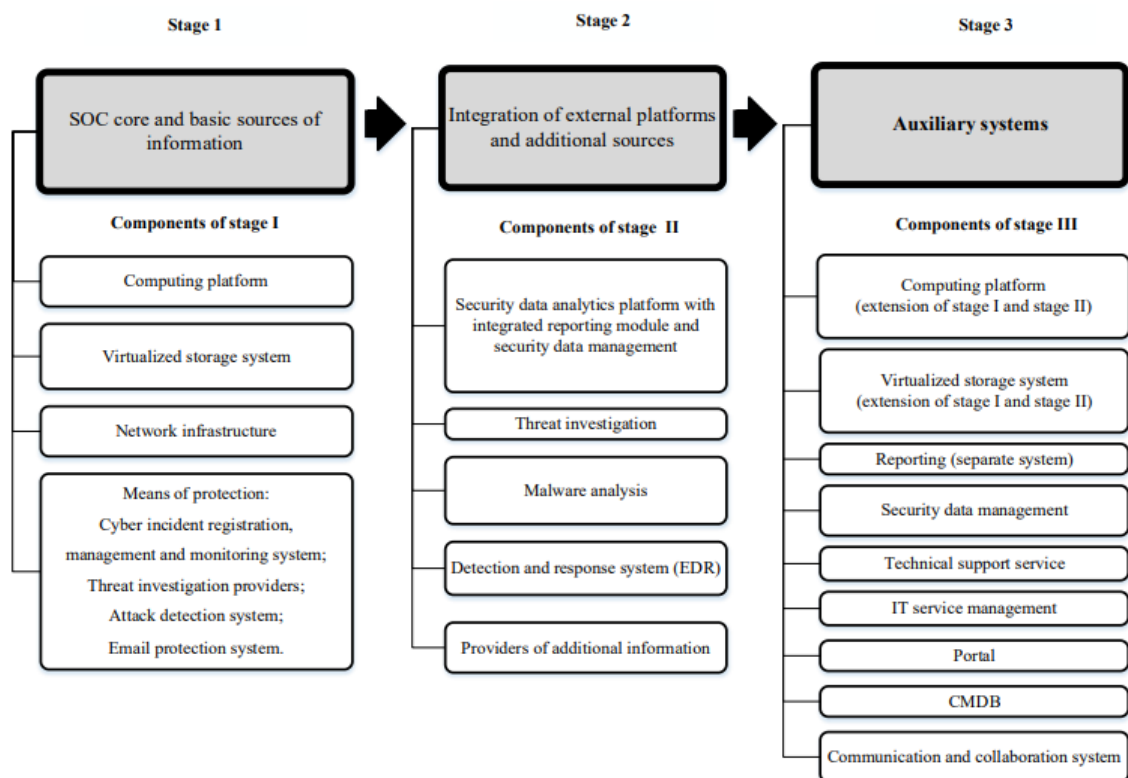 Stage 1
SOC core and basic sources of
information
Components of stage I
Computing platform
Virtualized storage system
Network infrastructure
Means of protection:
Cyber incident registration,
management and monitoring system;
Threat investigation providers;
Attack detection system;
Email protection system.
Stage 2
Integration of external platforms
and additional sources
Components of stage II
Security data analytics platform with
integrated reporting module and
security data management
Threat investigation
Malware analysis
Detection and response system (EDR)
Providers of additional information
Stage 3
Auxiliary systems
Components of stage III
Computing platform
(extension of stage I and stage II)
Virtualized storage system
(extension of stage I and stage II)
Reporting (separate system)
Security data management
Technical support service
IT service management
Portal
CMDB
Communication and collaboration system